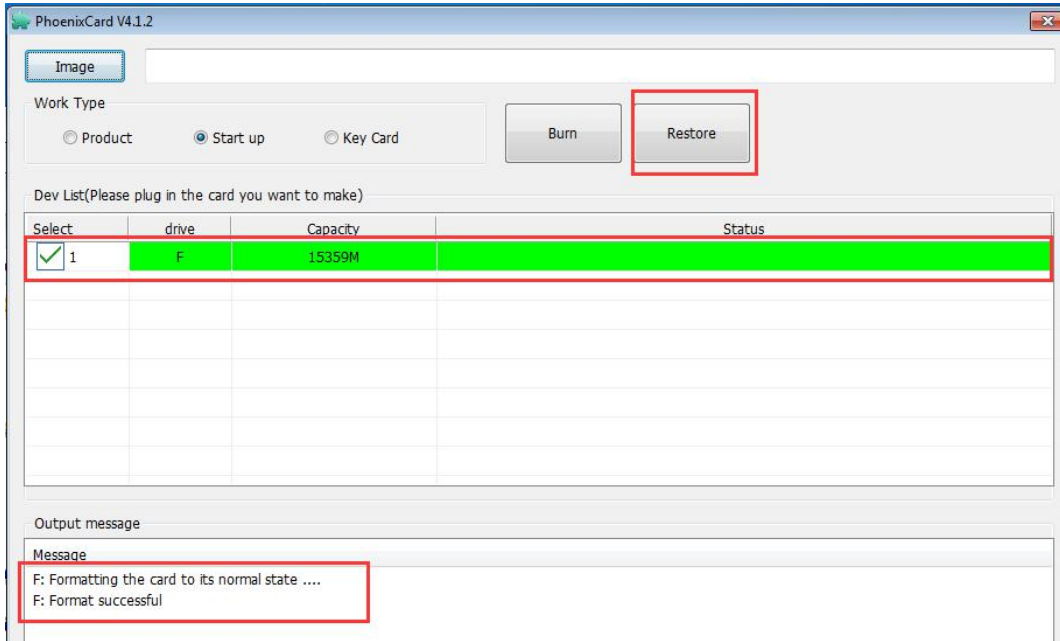 PhoenixCard V4.1.2
Image
Work Type
Product Start up Key Card
Burn Restore
Dev List(Please plug in the card you want to make)
Select drive Capacity Status
1 F 15359M
Output message
Message
F: Formatting the card to its normal state ....
F: Format successful